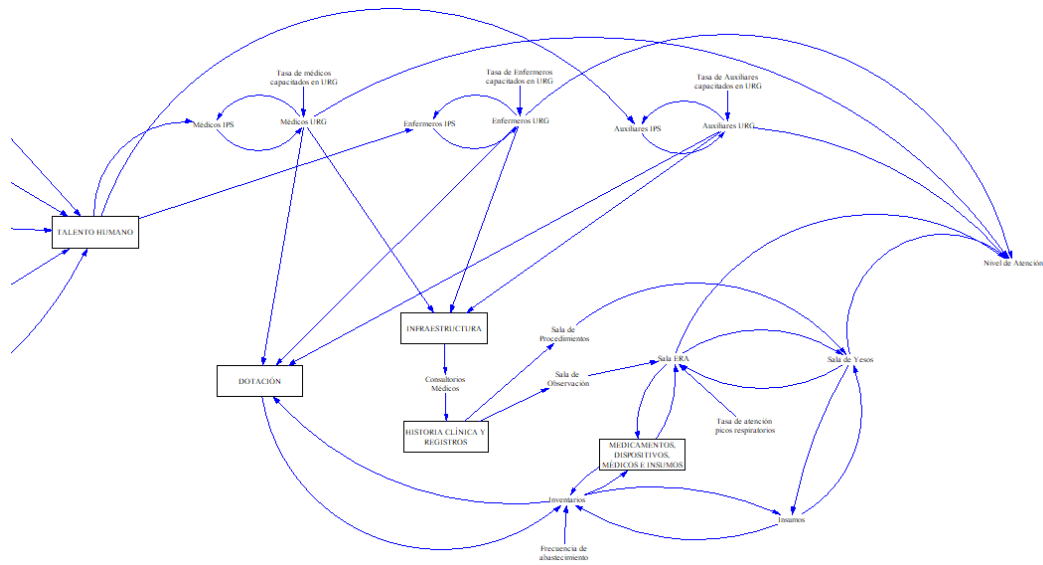 Tasa de médicos
capacitados en URG
Tasa de Enfermeros
capacitados en URG
Tasa de Auxiliares
capacitados en URG
Médicos IPS
Médicos URG
Enfermeros IPS
Enfermeros URG
Auxiliares IPS
Auxiliares URG
TALENTO HUMANO
Nivel de Atención
INFRAESTRUCTURA
Sala de
Procedimientos
Sala ERA
Sala de Yesos
DOTACIÓN
Consultorios
Médicos
Sala de
Observación
HISTORIA CLÍNICA Y
REGISTROS
Tasa de atención
picos respiratorios
MEDICAMENTOS,
DISPOSITIVOS,
MÉDICOS E INSUMOS
Inventarios
Insumos
Frecuencia de
abastecimiento